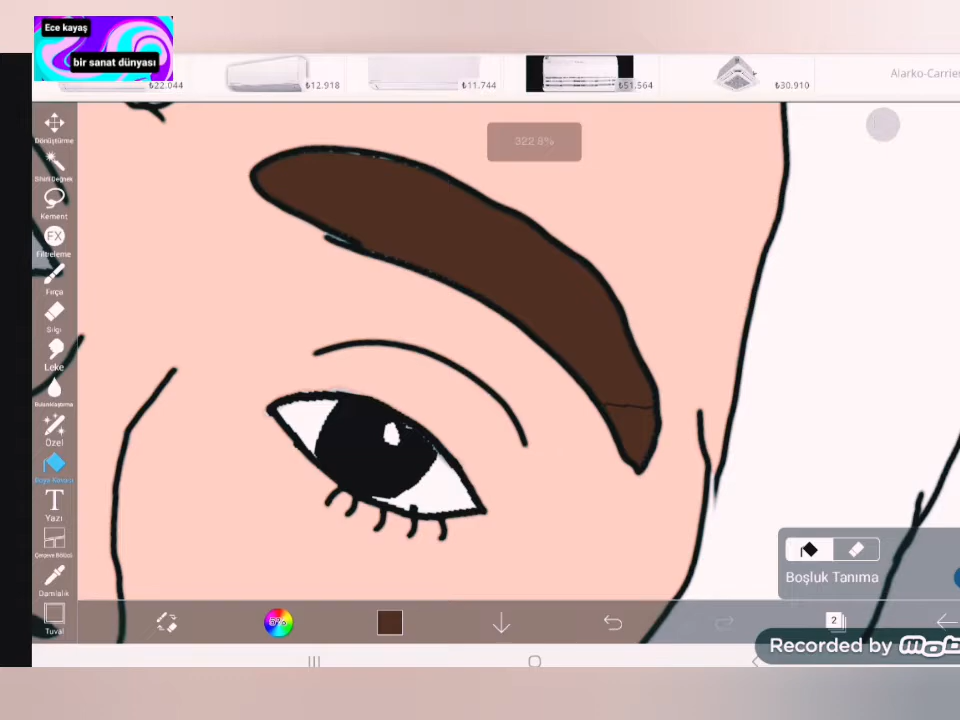 Ece kayaş
bir sanat dünyası
₺22.044
₺12.918
₺11.744
₺51.564
₺30.910
Alarko-Carrier
322.6%
Dönüştürme
Sihirli Değnek
Kement
FX
Filtreleme
Fırça
Silgi
Leke
Bulanıklaştırma
Özel
Boya Kovası
T
Yazı
Çerçeve Bölücü
Damlalık
Tuval
Boşluk Tanıma
2
Recorded by mob